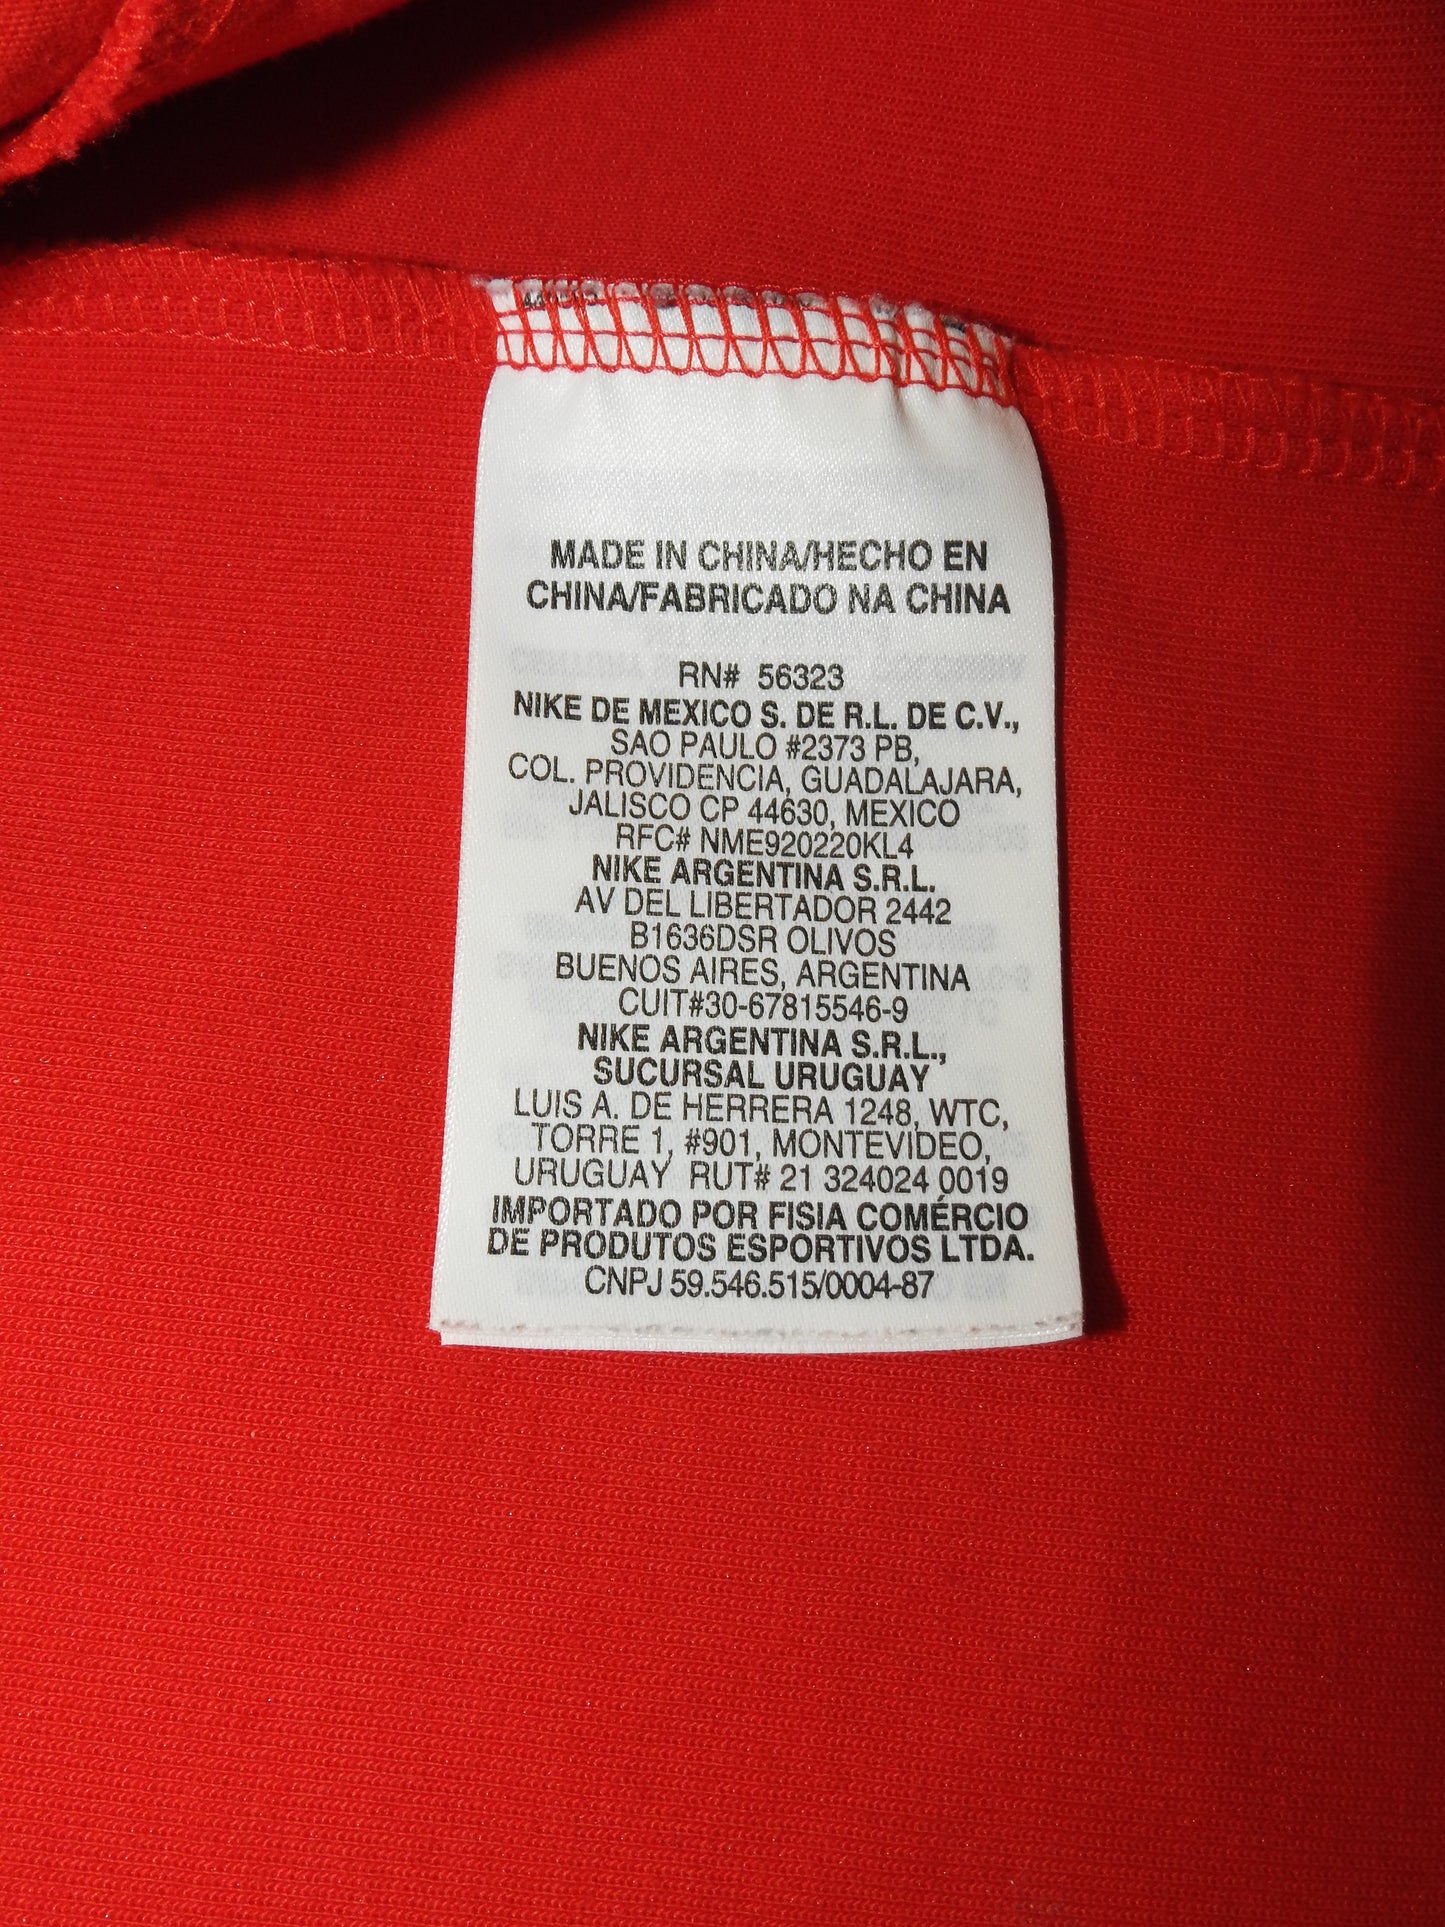 MADE IN CHINA/HECHO EN
CHINA/FABRICADO NA CHINA
RN# 56323
NIKE DE MEXICO S. DE R.L. DE C.V.,
SAO PAULO #2373 PB,
COL. PROVIDENCIA, GUADALAJARA,
JALISCO CP 44630, MEXICO
RFC# NME920220KL4
NIKE ARGENTINA S.R.L.
AV DEL LIBERTADOR 2442
B1636DSR OLIVOS
BUENOS AIRES, ARGENTINA
CUIT#30-67815546-9
NIKE ARGENTINA S.R.L.,
SUCURSAL URUGUAY
LUIS A. DE HERRERA 1248, WTC,
TORRE 1, #901, MONTEVIDEO,
URUGUAY RUT# 21 324024 0019
IMPORTADO POR FISIA COMÉRCIO
DE PRODUTOS ESPORTIVOS LTDA.
CNPJ 59.546.515/0004-87